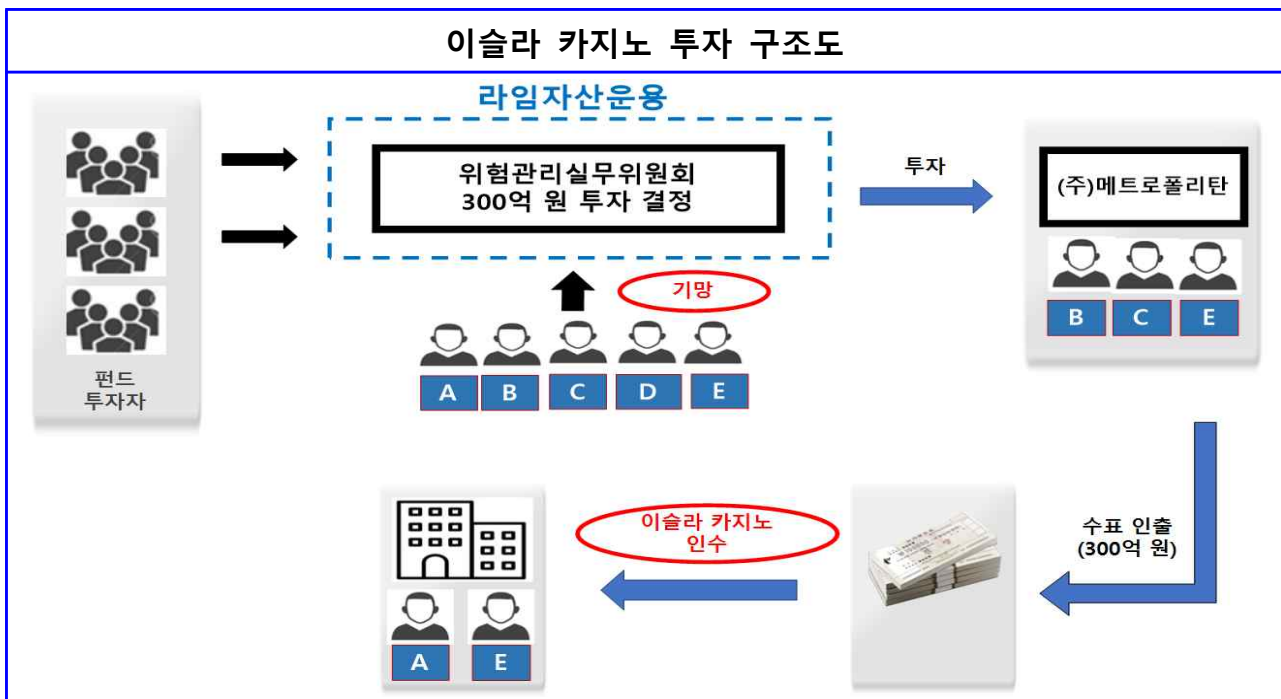 이슬라 카지노 투자 구조도
라임자산운용
위험관리실무위원회
300억 원 투자 결정
투자
(주)메트로폴리탄
기망
B C E
A B C D E
펀드
투자자
이슬라 카지노
인수
수표 인출
(300억 원)
A E